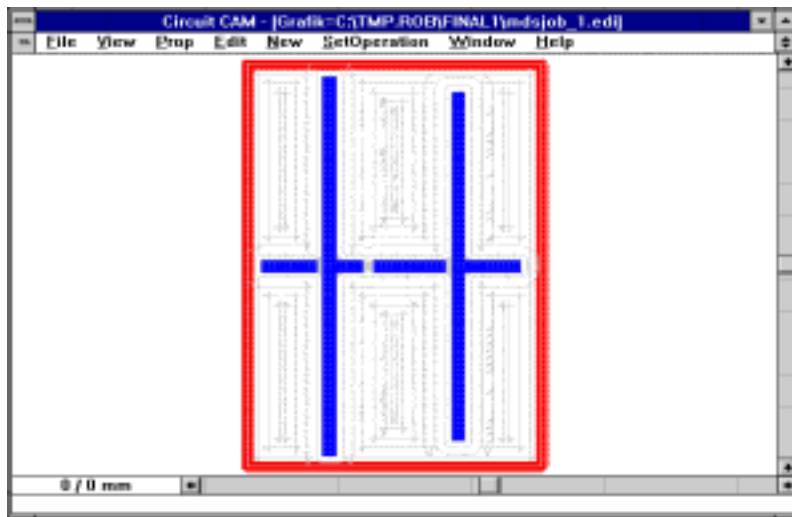 Circuit CAM - [Grafik=C:\TMP.ROB\FINAL1\mdsjob_1.edi]
File View Prop Edit New SetOperation Window Help
0 / 0 mm